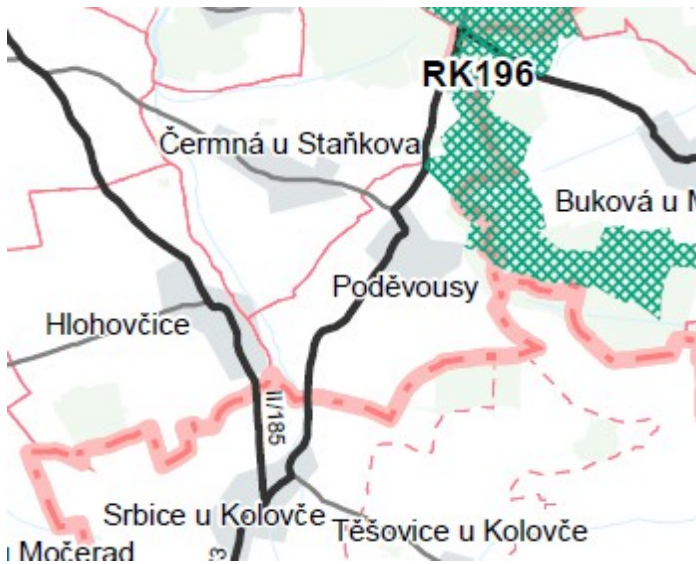 RK196
Čermná u Staňkova
Buková u M
Poděvousy
Hlohovčice
II/185
Srbice u Kolovče
Těšovice u Kolovče
Močerad